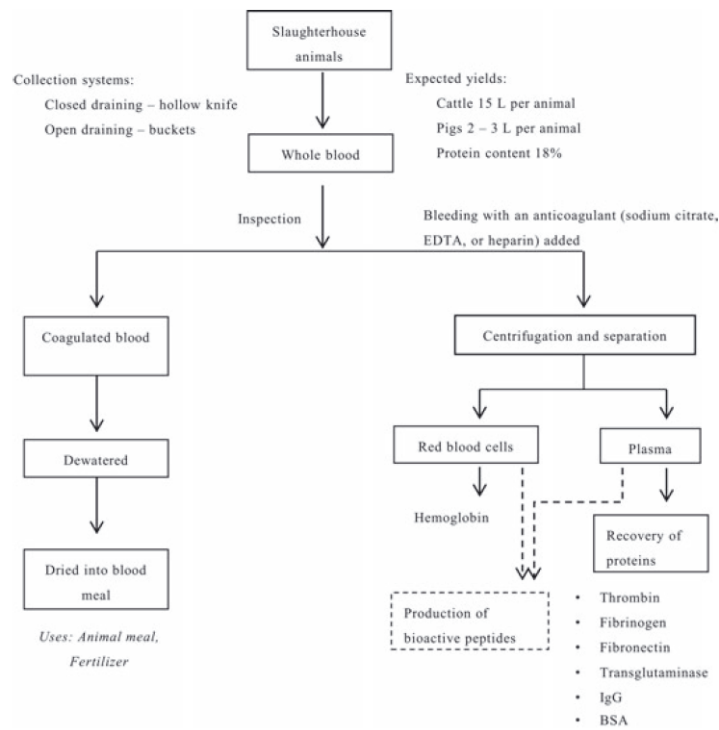 Slaughterhouse
animals
Collection systems:
Closed draining – hollow knife
Open draining – buckets
Expected yields:
Cattle 15 L per animal
Pigs 2 – 3 L per animal
Protein content 18%
Whole blood
Inspection
Bleeding with an anticoagulant (sodium citrate,
EDTA, or heparin) added
Coagulated blood
Centrifugation and separation
Dewatered
Red blood cells
Plasma
Hemoglobin
Recovery of
proteins
Dried into blood
meal
Production of
bioactive peptides
Uses: Animal meal,
Fertilizer
• Thrombin
• Fibrinogen
• Fibronectin
• Transglutaminase
• IgG
• BSA